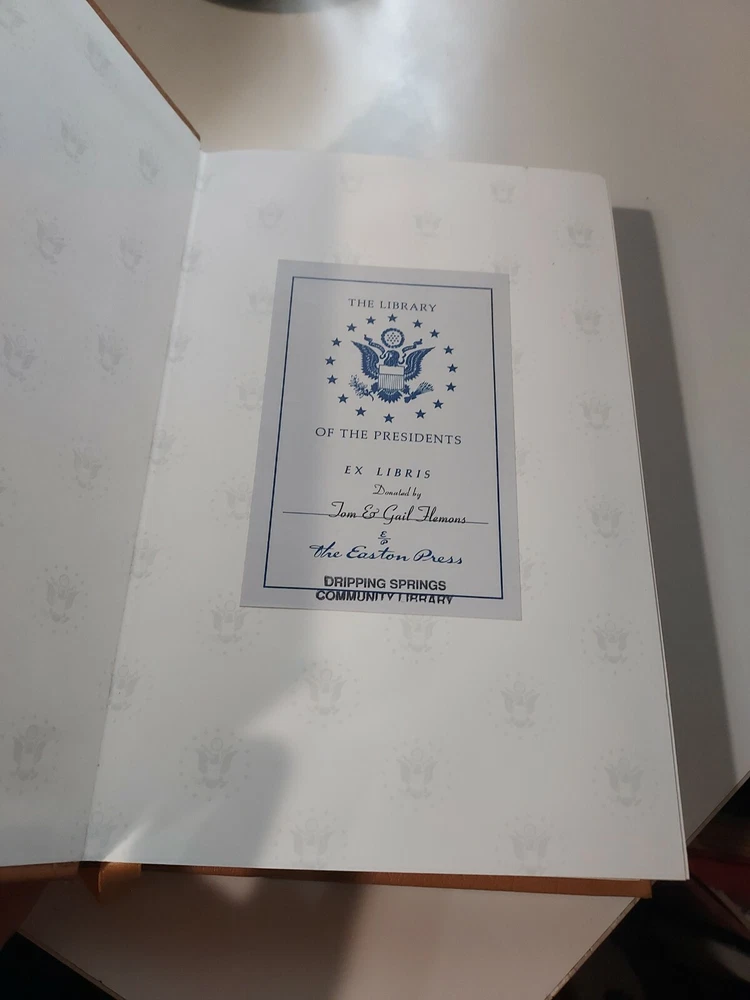 THE LIBRARY
OF THE PRESIDENTS
EX LIBRIS
Donated by
Tom & Gail Flemons
E/P
The Easton Press
DRIPPING SPRINGS
COMMUNITY LIBRARY